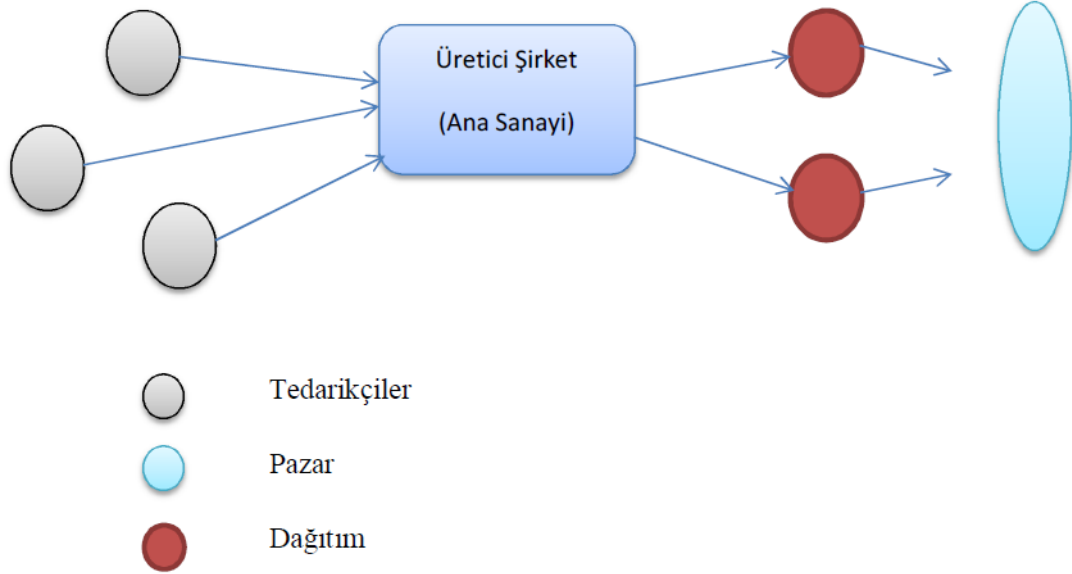 Üretici Şirket
(Ana Sanayi)
Tedarikçiler
Pazar
Dağıtım